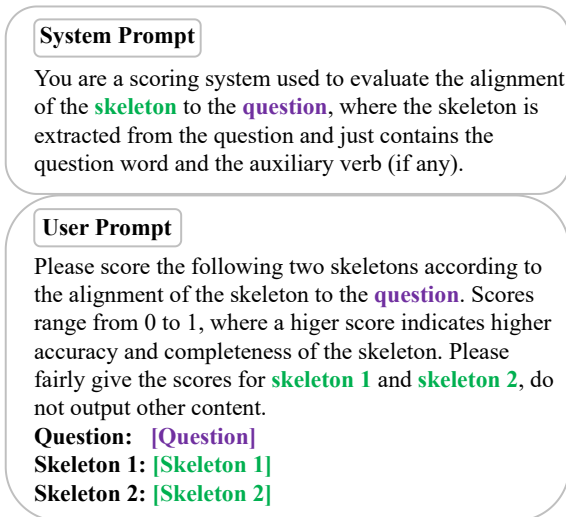 System Prompt
You are a scoring system used to evaluate the alignment
of the skeleton to the question, where the skeleton is
extracted from the question and just contains the
question word and the auxiliary verb (if any).
User Prompt
Please score the following two skeletons according to
the alignment of the skeleton to the question. Scores
range from 0 to 1, where a higer score indicates higher
accuracy and completeness of the skeleton. Please
fairly give the scores for skeleton 1 and skeleton 2, do
not output other content.
Question: [Question]
Skeleton 1: [Skeleton 1]
Skeleton 2: [Skeleton 2]